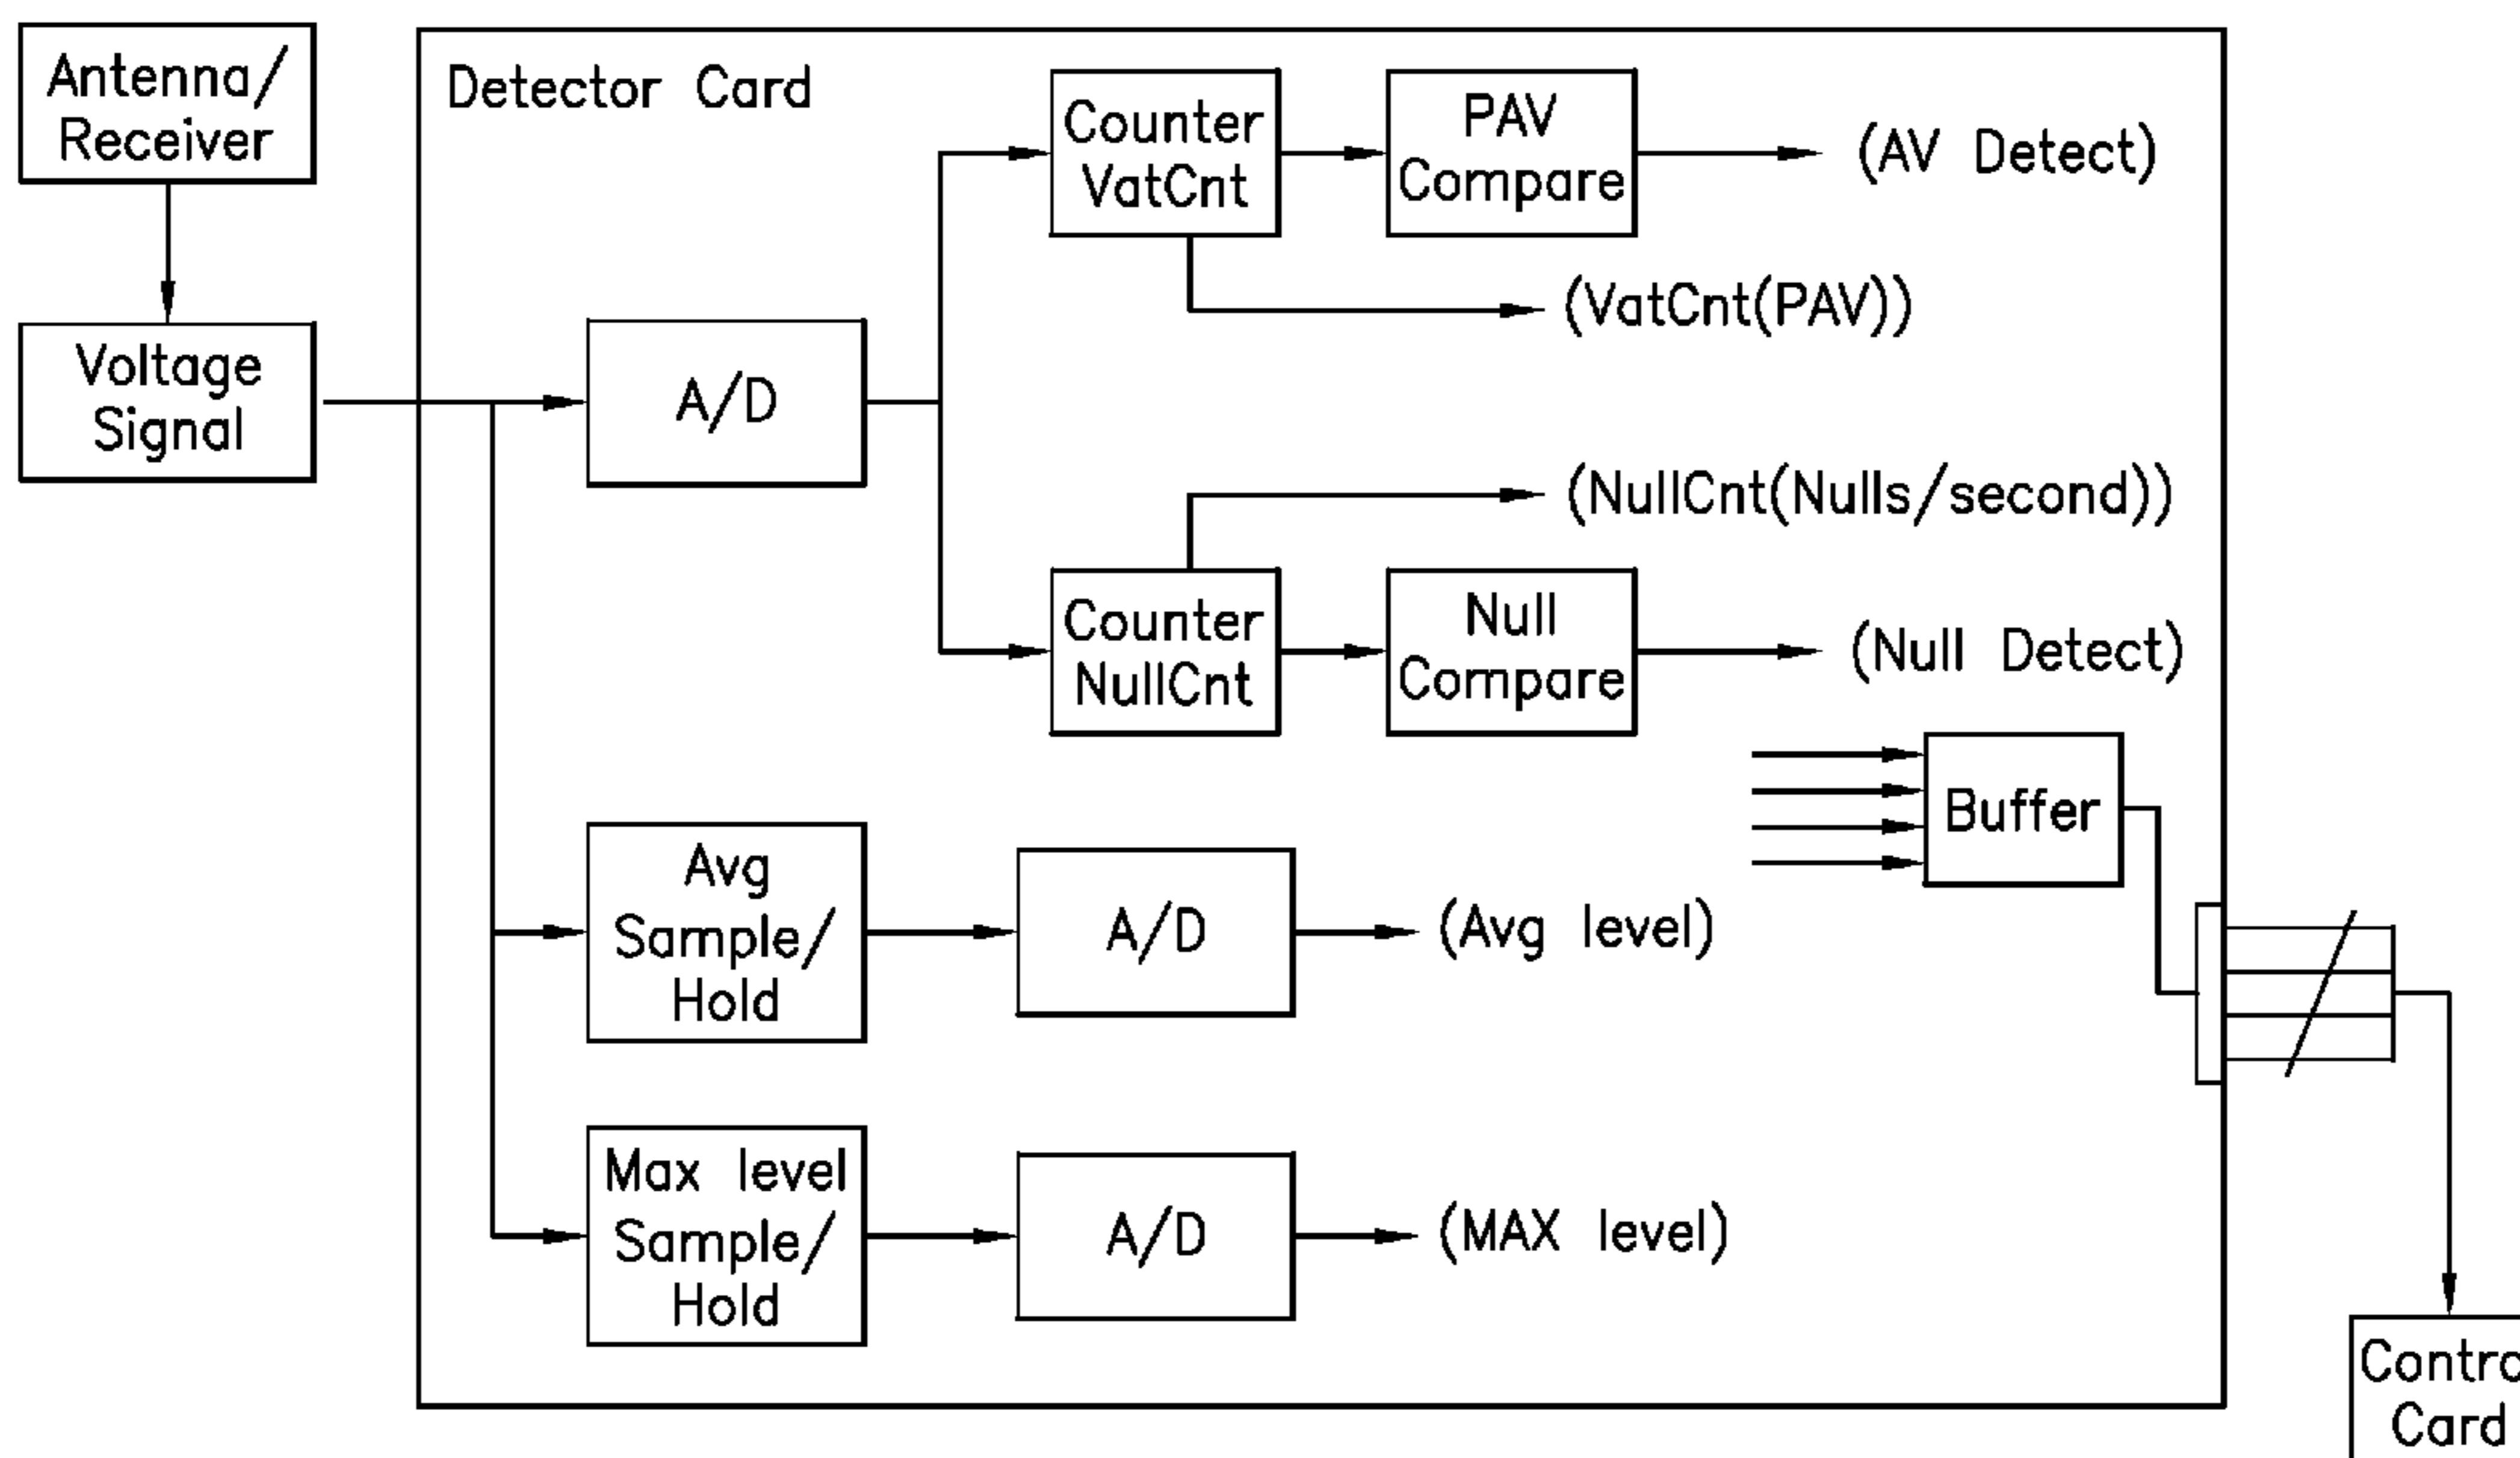 Antenna/
Receiver
Voltage
Signal
Detector Card
A/D
Counter
VatCnt
PAV
Compare
(AV Detect)
(VatCnt(PAV))
(NullCnt(Nulls/second))
Counter
NullCnt
Null
Compare
(Null Detect)
Buffer
Avg
Sample/
Hold
A/D
(Avg level)
Max level
Sample/
Hold
A/D
(MAX level)
Card